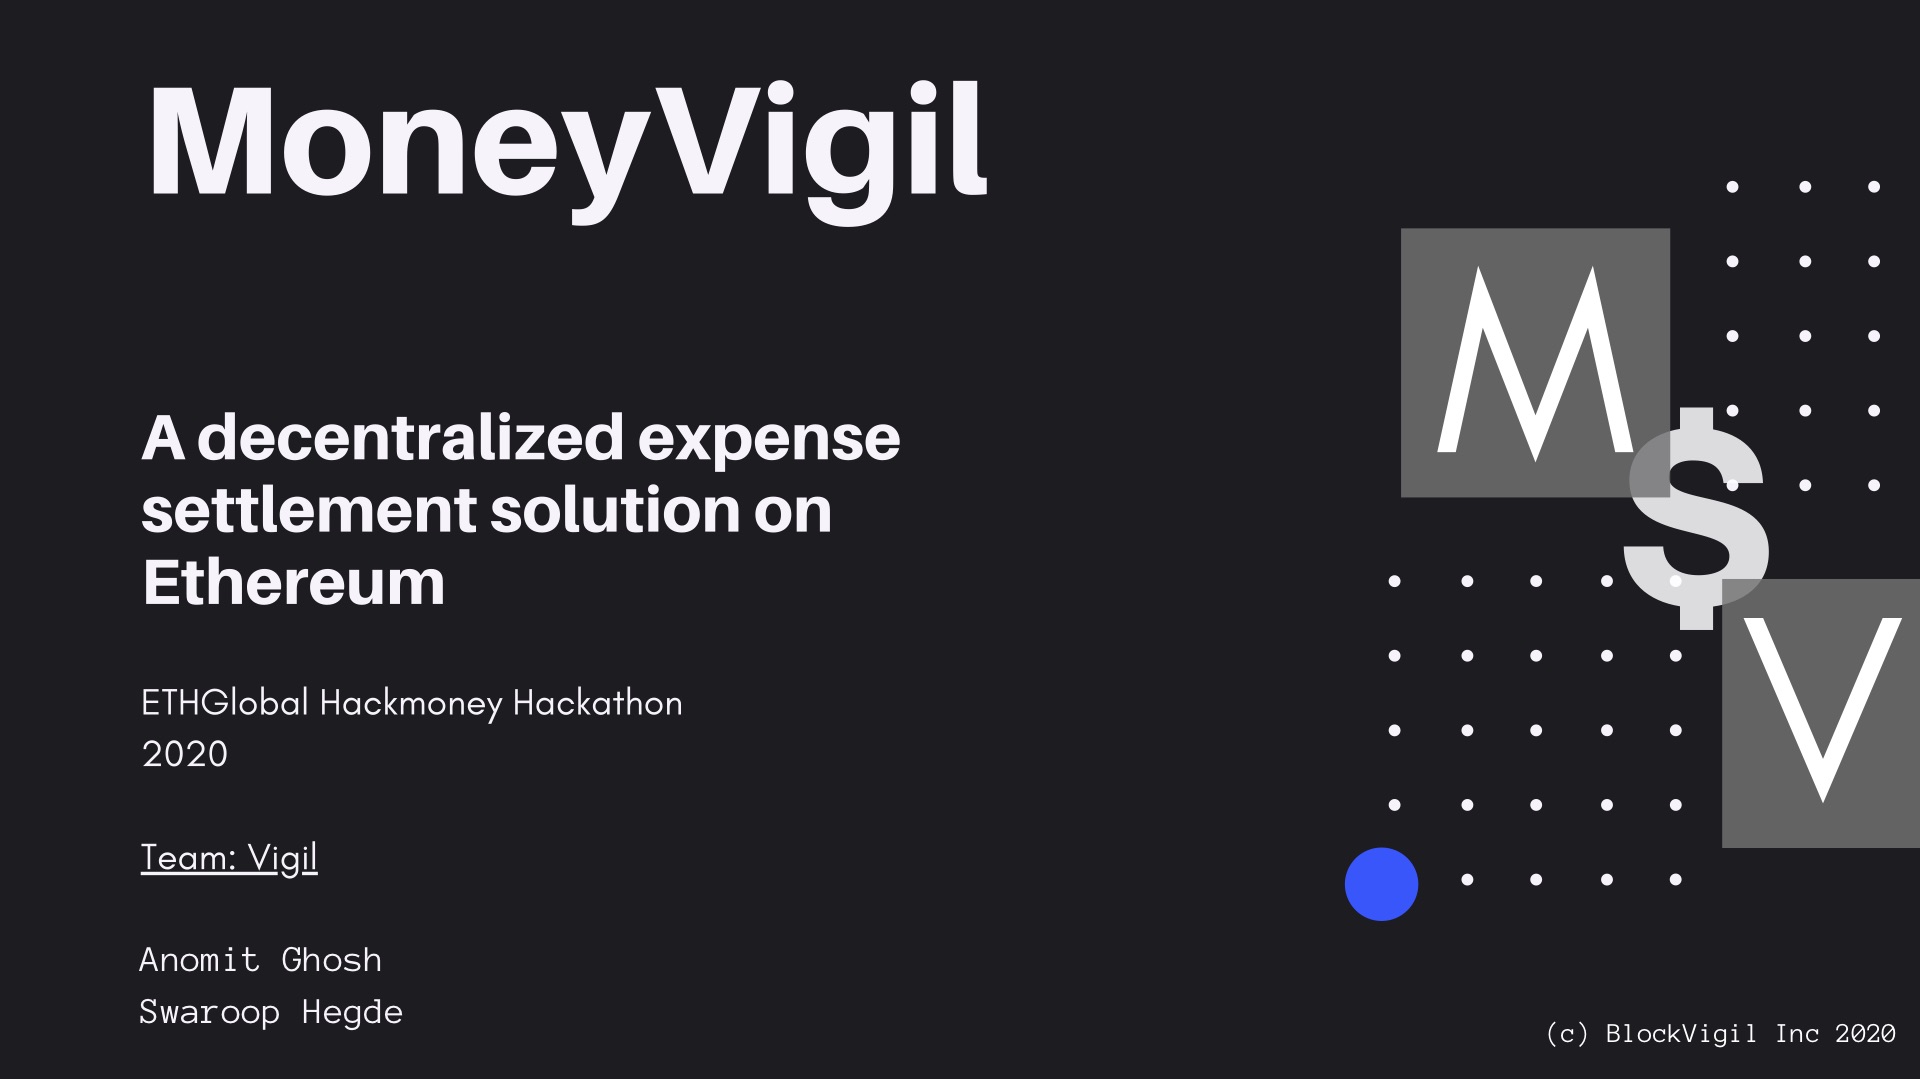 MoneyVigil
A decentralized expense
settlement solution on
Ethereum
ETHGlobal Hackmoney Hackathon
2020
Team: Vigil
Anomit Ghosh
Swaroop Hegde
M
$
V
(c) BlockVigil Inc 2020